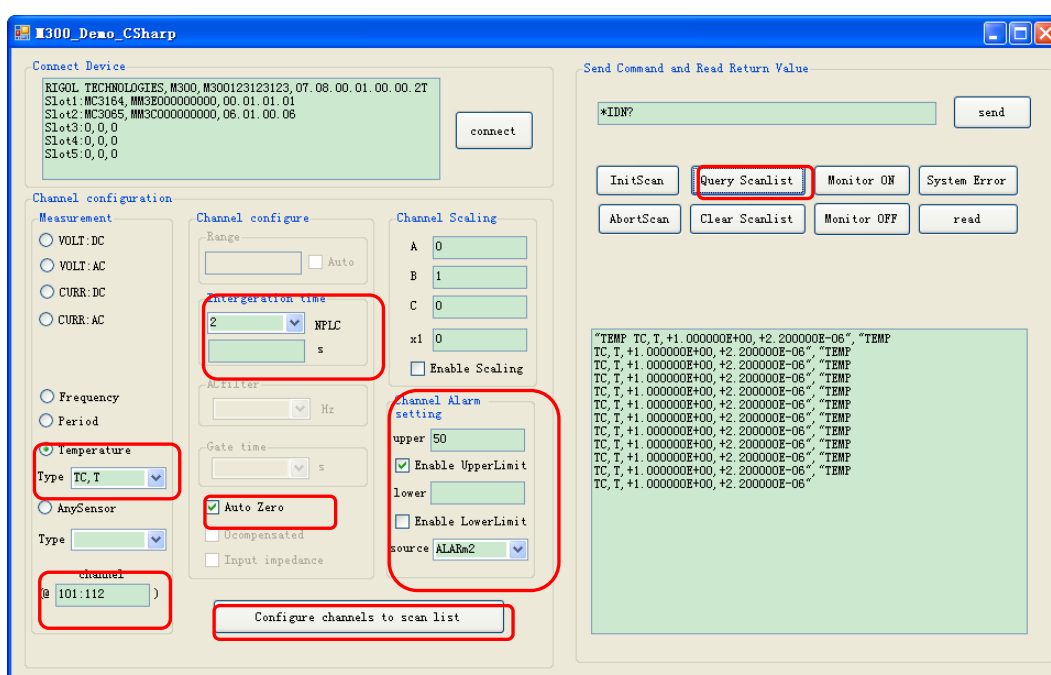 M300_Demo_CSharp
Connect Device
RIGOL TECHNOLOGIES, M300, M300123123123, 07.08.00.01.00.00.2T
Slot1:MC3164, MM3E000000000, 00.01.01.01
Slot2:MC3065, MM3C000000000, 06.01.00.06
Slot3:0,0,0
Slot4:0,0,0
Slot5:0,0,0
connect
Channel configuration
Measurement
VOLT:DC
VOLT:AC
CURR:DC
CURR:AC
Frequency
Period
Temperature
Type TC,T
AnySensor
Type
channel
(@ 101:112 )
Channel configure
Range
Auto
Intergeration time
2 NPLC
s
ACfilter
Hz
Gate time
s
Auto Zero
Ocompensated
Input impedance
Channel Scaling
A 0
B 1
C 0
x1 0
Enable Scaling
Channel Alarm
setting
upper 50
Enable UpperLimit
lower
Enable LowerLimit
source ALARm2
Configure channels to scan list
Send Command and Read Return Value
*IDN?
send
InitScan Query Scanlist Monitor ON System Error
AbortScan Clear Scanlist Monitor OFF read
"TEMP TC,T,+1.000000E+00,+2.200000E-06","TEMP
TC,T,+1.000000E+00,+2.200000E-06","TEMP
TC,T,+1.000000E+00,+2.200000E-06","TEMP
TC,T,+1.000000E+00,+2.200000E-06","TEMP
TC,T,+1.000000E+00,+2.200000E-06","TEMP
TC,T,+1.000000E+00,+2.200000E-06","TEMP
TC,T,+1.000000E+00,+2.200000E-06","TEMP
TC,T,+1.000000E+00,+2.200000E-06","TEMP
TC,T,+1.000000E+00,+2.200000E-06","TEMP
TC,T,+1.000000E+00,+2.200000E-06","TEMP
TC,T,+1.000000E+00,+2.200000E-06","TEMP
TC,T,+1.000000E+00,+2.200000E-06"